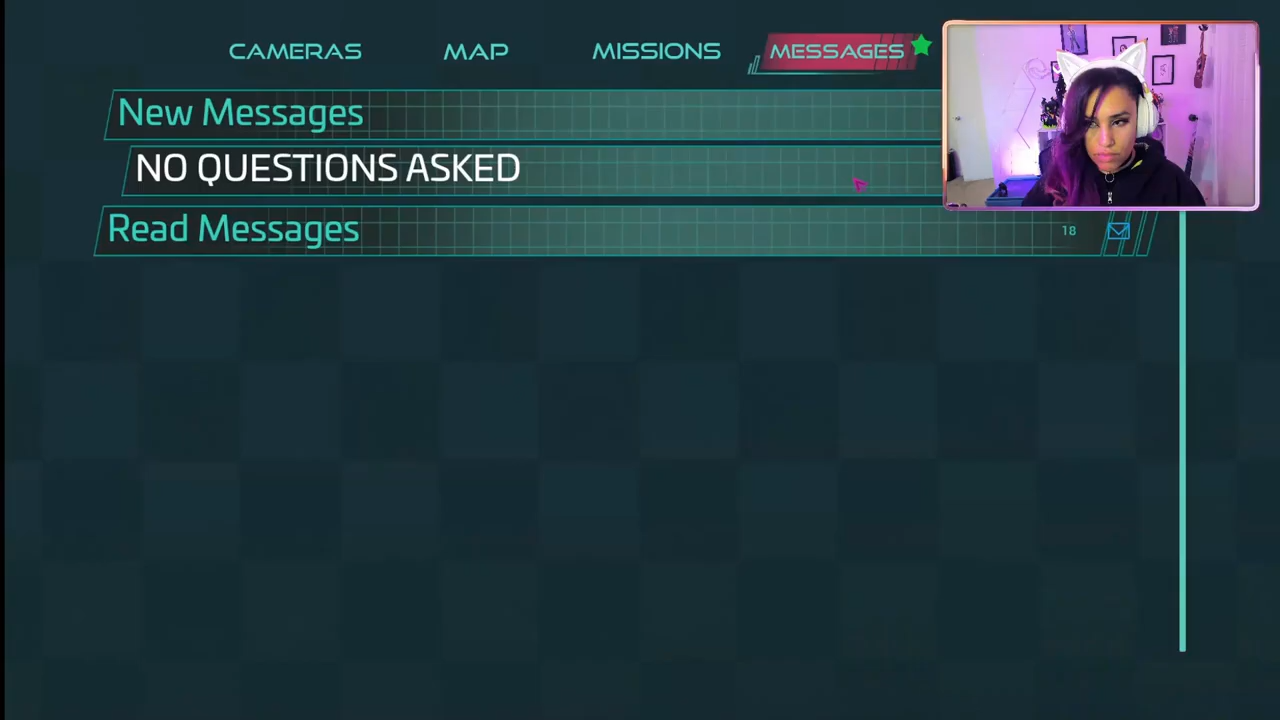 CAMERAS MAP MISSIONS MESSAGES
New Messages
NO QUESTIONS ASKED
Read Messages 18